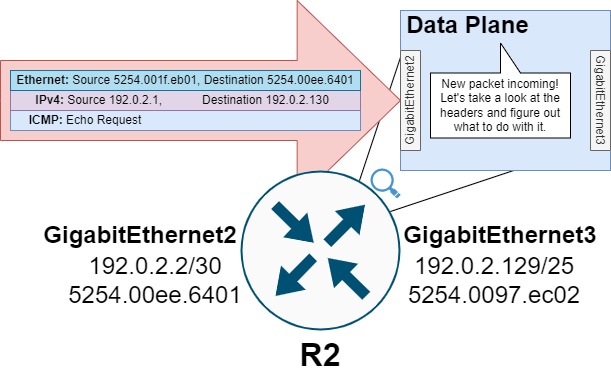 Data Plane
Ethernet: Source 5254.001f.eb01, Destination 5254.00ee.6401
IPv4: Source 192.0.2.1, Destination 192.0.2.130
ICMP: Echo Request
GigabitEthernet2
New packet incoming!
Let's take a look at the
headers and figure out
what to do with it.
GigabitEthernet3
GigabitEthernet2
192.0.2.2/30
5254.00ee.6401
GigabitEthernet3
192.0.2.129/25
5254.0097.ec02
R2